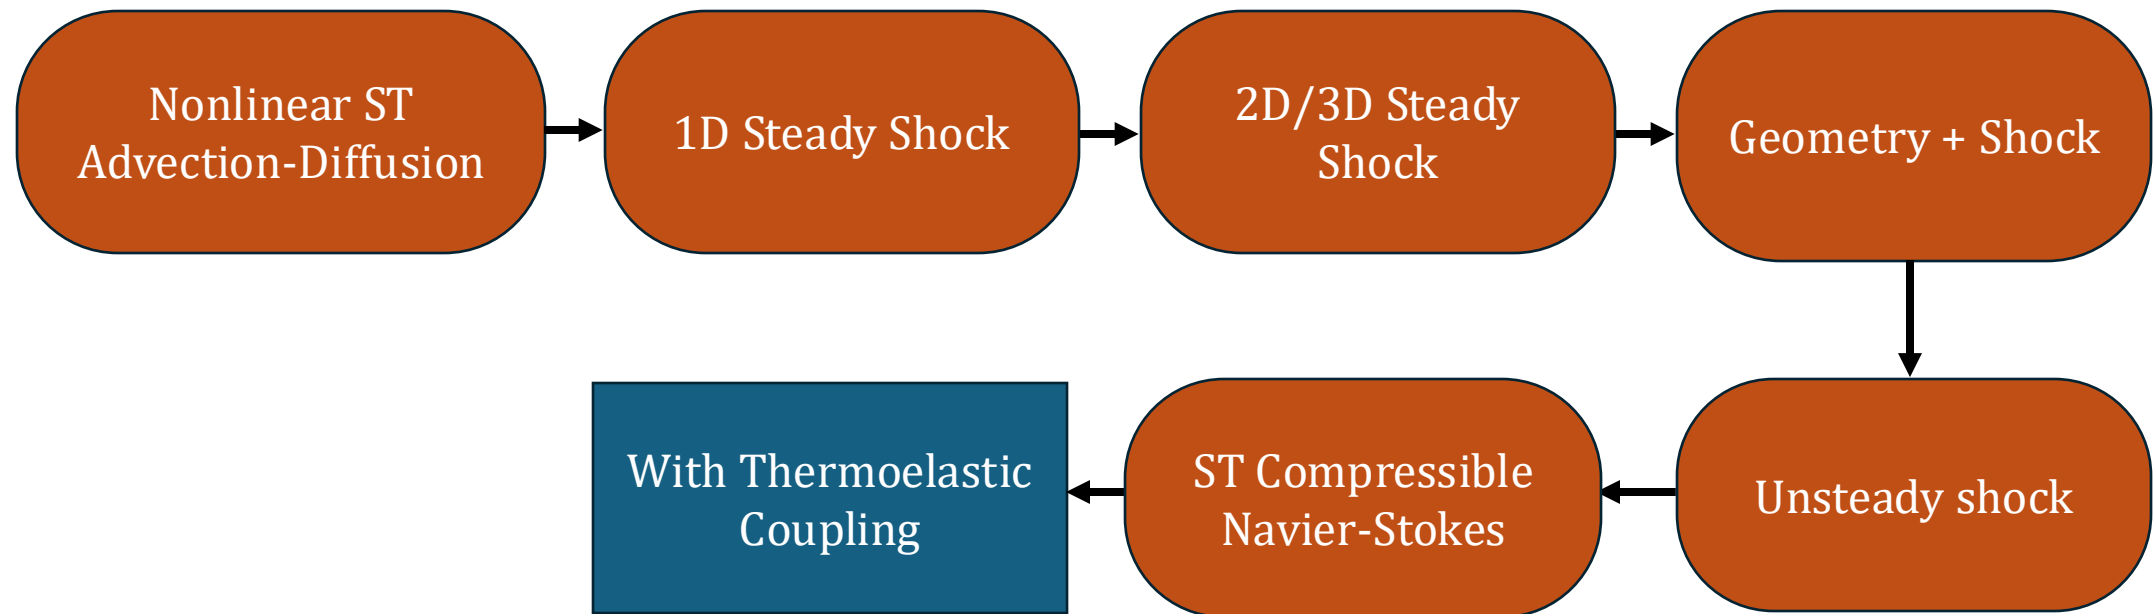 Nonlinear ST
Advection-Diffusion
1D Steady Shock
2D/3D Steady
Shock
Geometry + Shock
Unsteady shock
ST Compressible
Navier-Stokes
With Thermoelastic
Coupling